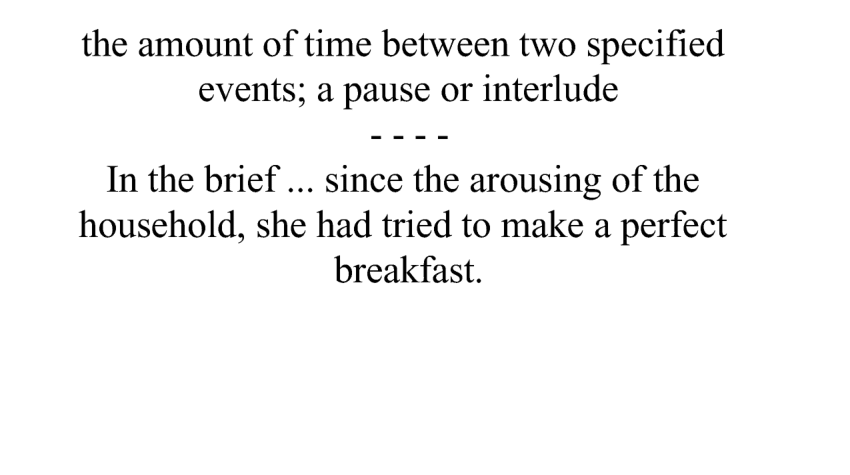 the amount of time between two specified
events; a pause or interlude
- - - -
In the brief ... since the arousing of the
household, she had tried to make a perfect
breakfast.